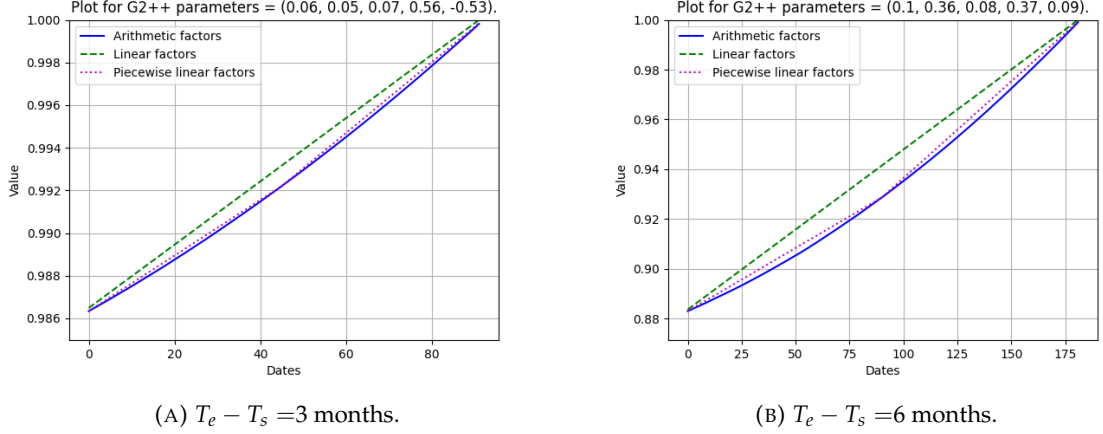 Plot for G2++ parameters = (0.06, 0.05, 0.07, 0.56, -0.53).
1.000
0.998
0.996
0.994
0.992
0.990
0.988
0.986
Value
Arithmetic factors
Linear factors
Piecewise linear factors
0
20
40
60
80
Dates
(A) T_e − T_s =3 months.
Plot for G2++ parameters = (0.1, 0.36, 0.08, 0.37, 0.09).
1.00
0.98
0.96
0.94
0.92
0.90
0.88
Value
Arithmetic factors
Linear factors
Piecewise linear factors
0
25
50
75
100
125
150
175
Dates
(B) T_e − T_s =6 months.